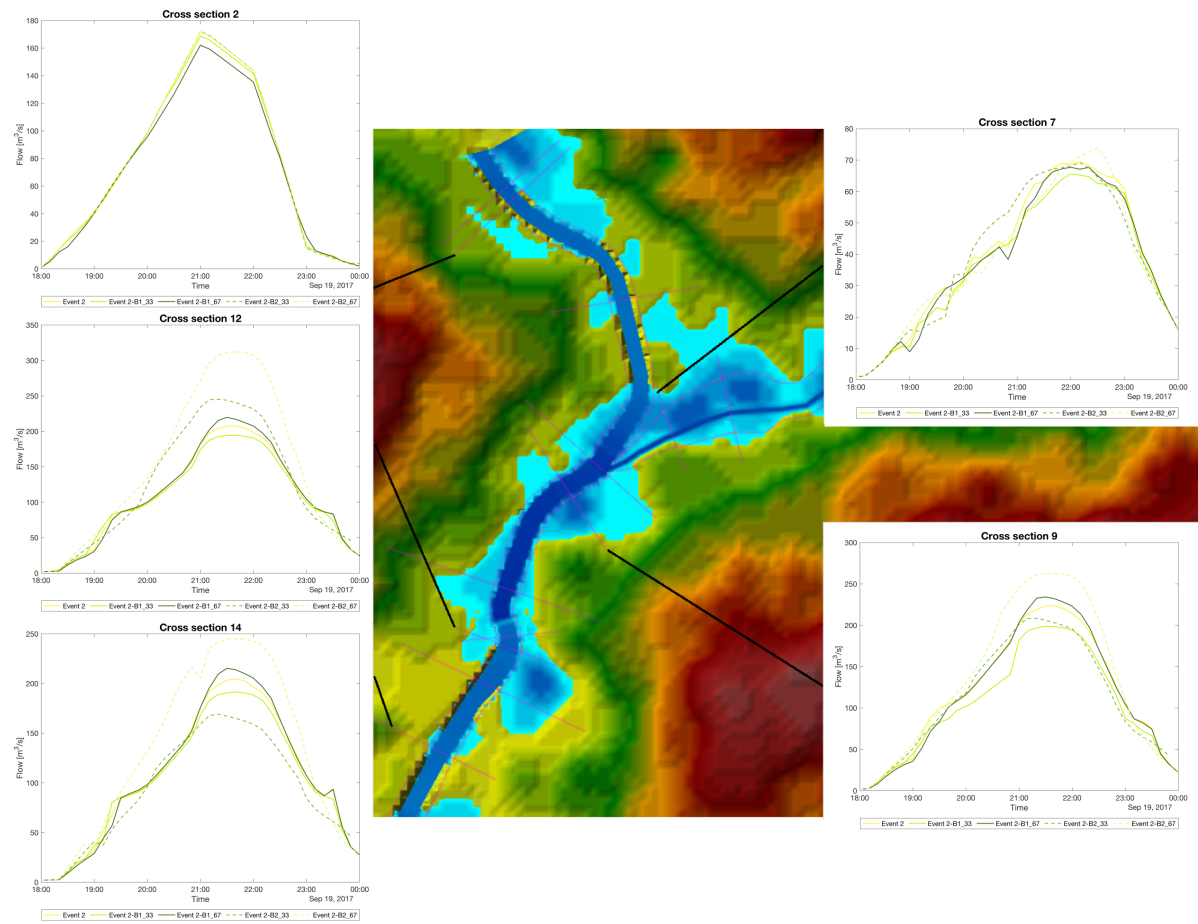 Cross section 2
180
160
140
120
100
80
60
40
20
0
Flow [m³/s]
18:00 19:00 20:00 21:00 22:00 23:00 00:00
Time
Sep 19, 2017
Event 2 Event 2-B1_33 Event 2-B1_67 Event 2-B2_33 Event 2-B2_67
Cross section 12
350
300
250
200
150
100
50
0
Flow [m³/s]
18:00 19:00 20:00 21:00 22:00 23:00 00:00
Time
Sep 19, 2017
Event 2 Event 2-B1_33 Event 2-B1_67 Event 2-B2_33 Event 2-B2_67
Cross section 14
250
200
150
100
50
0
Flow [m³/s]
18:00 19:00 20:00 21:00 22:00 23:00 00:00
Time
Sep 19, 2017
Event 2 Event 2-B1_33 Event 2-B1_67 Event 2-B2_33 Event 2-B2_67
Cross section 7
80
70
60
50
40
30
20
10
0
Flow [m³/s]
18:00 19:00 20:00 21:00 22:00 23:00 00:00
Time
Sep 19, 2017
Event 2 Event 2-B1_33 Event 2-B1_67 Event 2-B2_33 Event 2-B2_67
Cross section 9
300
250
200
150
100
50
0
Flow [m³/s]
18:00 19:00 20:00 21:00 22:00 23:00 00:00
Time
Sep 19, 2017
Event 2 Event 2-B1_33 Event 2-B1_67 Event 2-B2_33 Event 2-B2_67